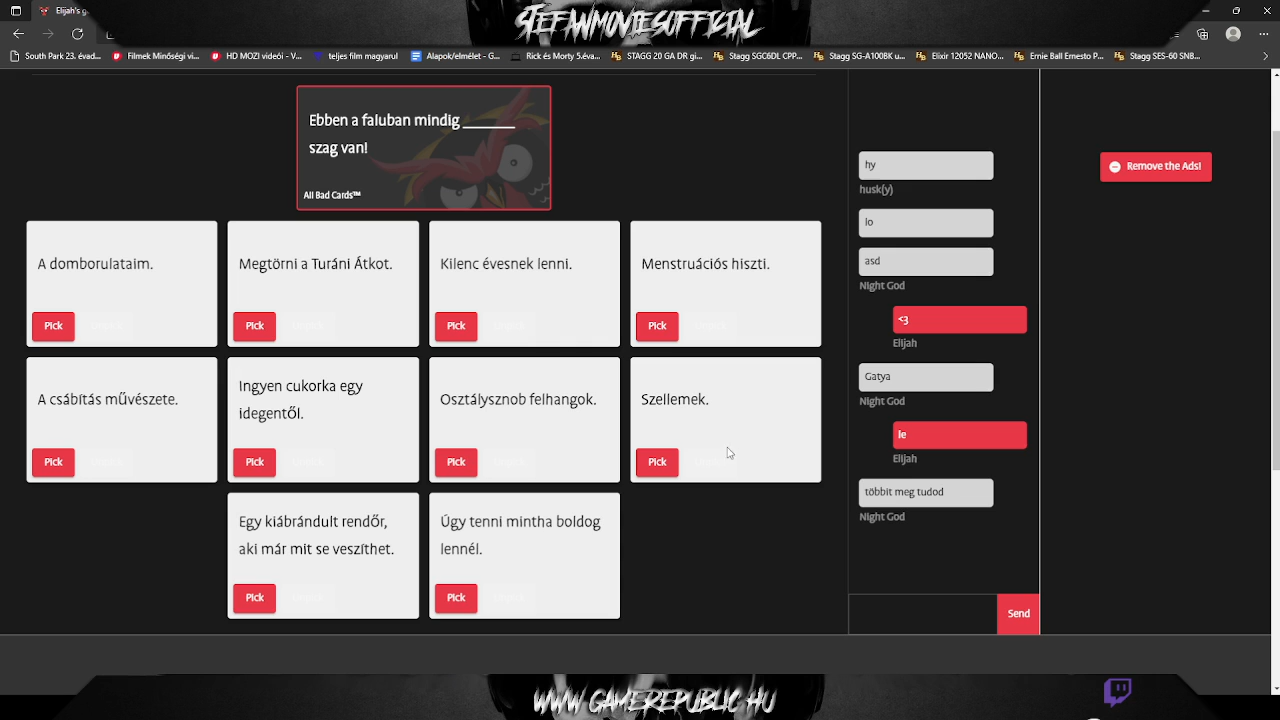 Elijah's g
STEFANMOVIESOFFICIAL
South Park 23. évad...
Filmek Minőségi vi...
HD MOZI videói - V...
teljes film magyarul
Alapok/elmélet - G...
Rick és Morty 5.éva...
STAGG 20 GA DR gi...
Stagg SGC6DL CPP...
Stagg SG-A100BK u...
Elixir 12052 NANO...
Ernie Ball Ernesto P...
Stagg SES-60 SNB...
Ebben a faluban mindig ______
szag van!
All Bad Cards™
A domborulataim.
Pick
Megtörni a Turáni Átkot.
Pick
Kilenc évesnek lenni.
Pick
Menstruációs hiszti.
Pick
A csábítás művészete.
Pick
Ingyen cukorka egy
idegentől.
Pick
Osztálysznob felhangok.
Pick
Szellemek.
Pick
Egy kiábrándult rendőr,
aki már mit se veszíthet.
Pick
Úgy tenni mintha boldog
lennél.
Pick
hy
husk(y)
lo
asd
Night God
<3
Elijah
Gatya
Night God
le
Elijah
többit meg tudod
Night God
Send
Remove the Ads!
WWW.GAMEREPUBLIC.HU